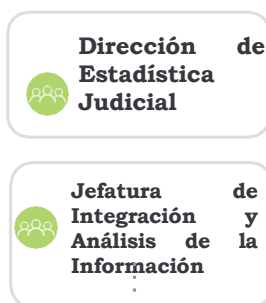 Dirección de
Estadística
Judicial
Jefatura de
Integración y
Análisis de la
Información